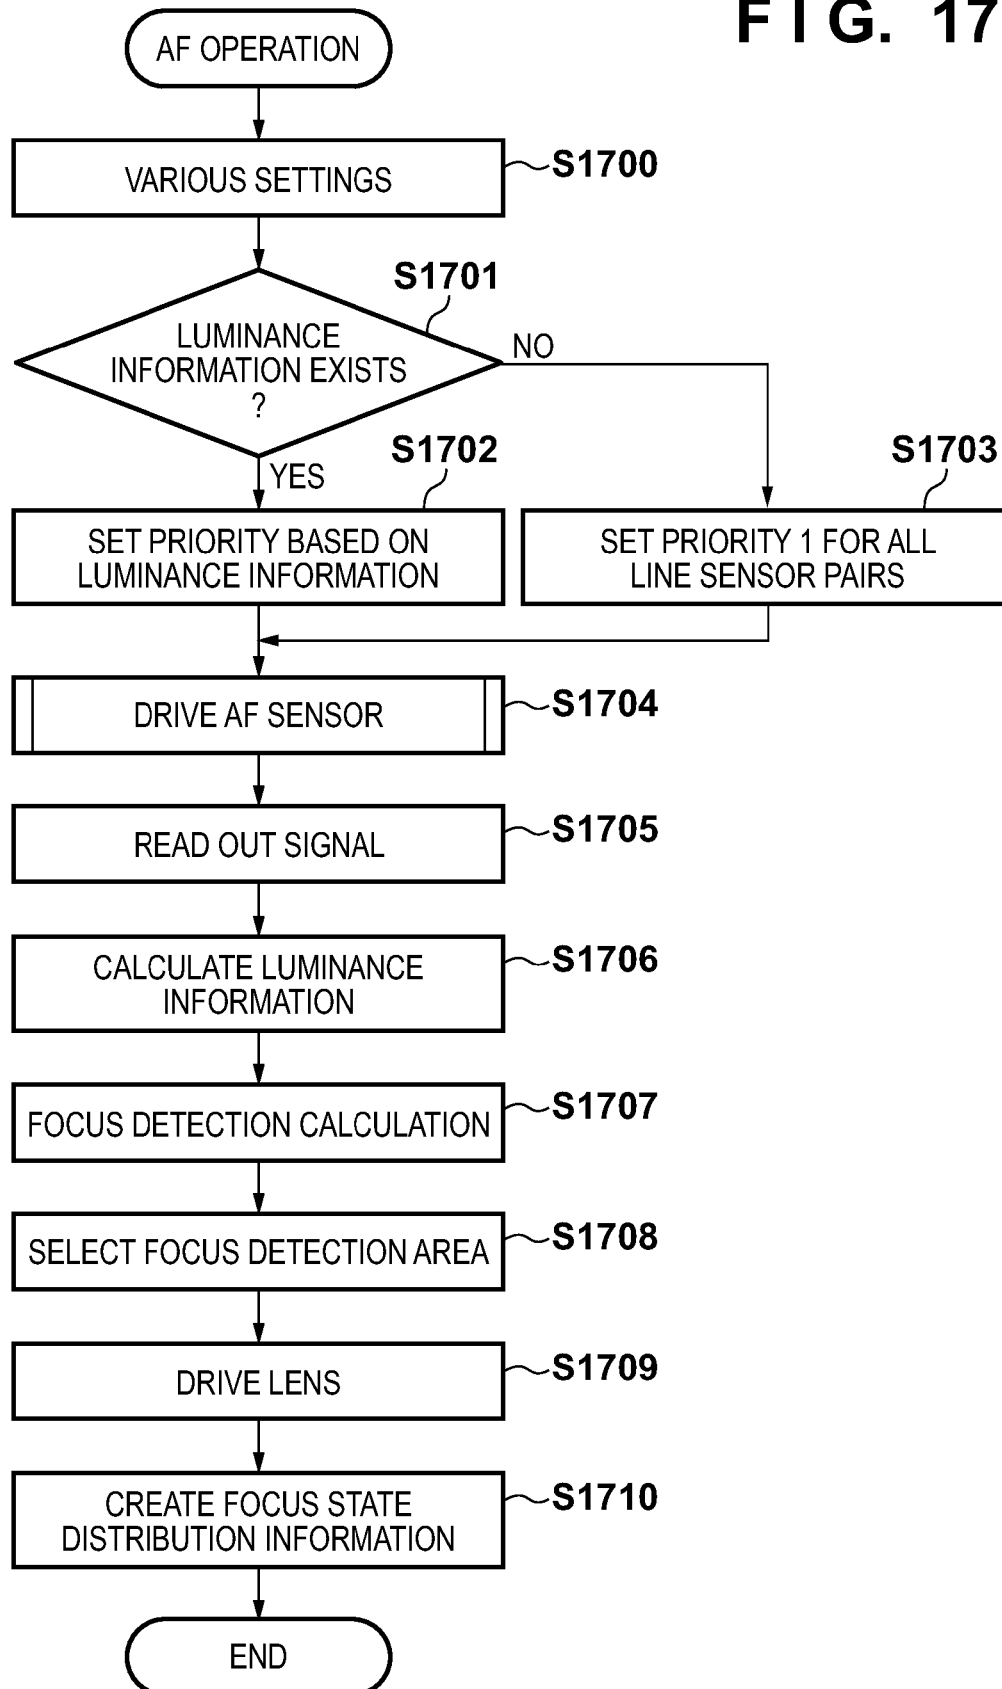 FIG. 17
AF OPERATION
VARIOUS SETTINGS
S1700
S1701
LUMINANCE
INFORMATION EXISTS
?
NO
YES
S1702
SET PRIORITY BASED ON
LUMINANCE INFORMATION
S1703
SET PRIORITY 1 FOR ALL
LINE SENSOR PAIRS
DRIVE AF SENSOR
S1704
READ OUT SIGNAL
S1705
CALCULATE LUMINANCE
INFORMATION
S1706
FOCUS DETECTION CALCULATION
S1707
SELECT FOCUS DETECTION AREA
S1708
DRIVE LENS
S1709
CREATE FOCUS STATE
DISTRIBUTION INFORMATION
S1710
END